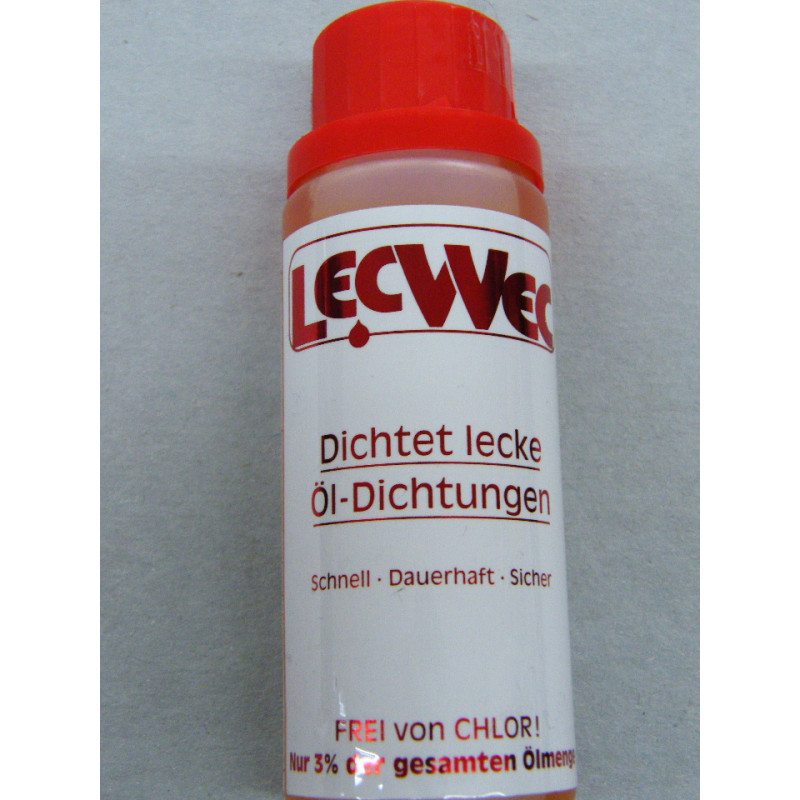 LECWEC
Dichtet lecke
Öl-Dichtungen
Schnell · Dauerhaft · Sicher
FREI von CHLOR!
Nur 3% der gesamten Ölmenge